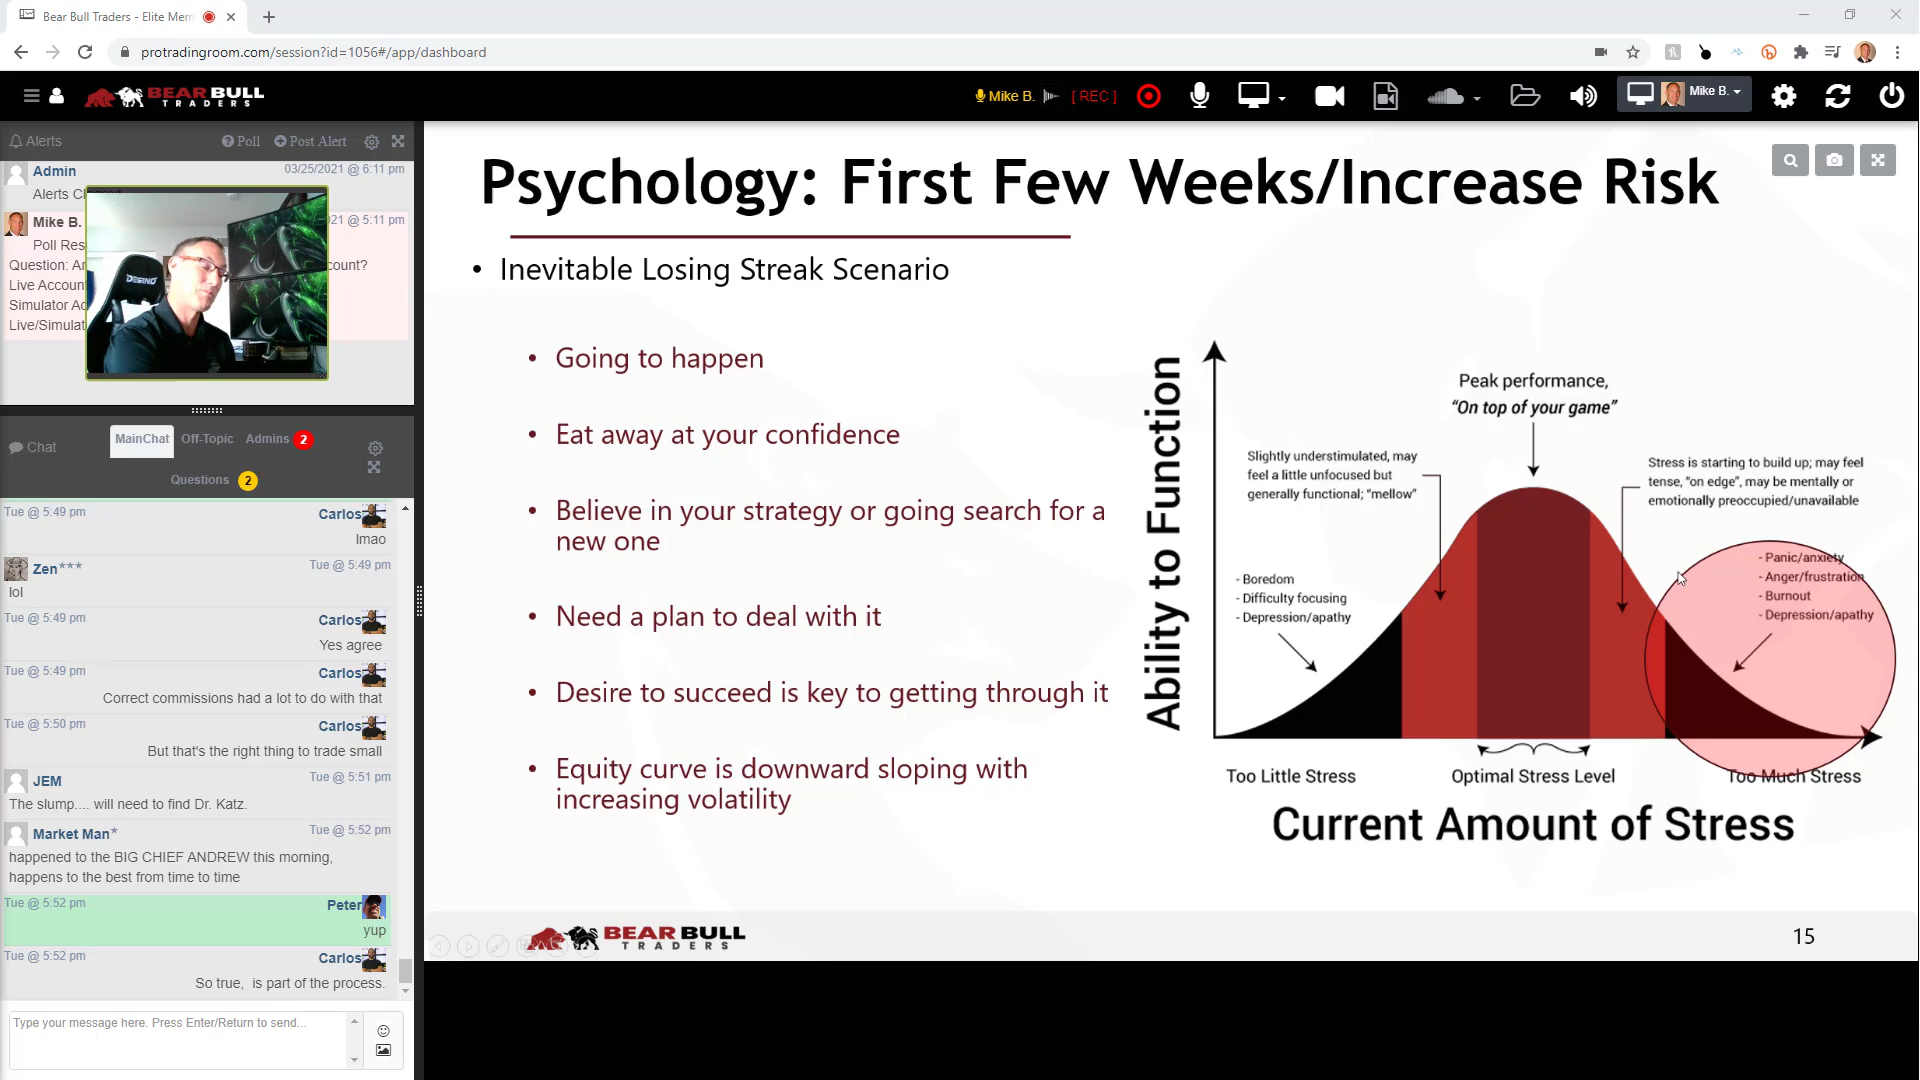 Bear Bull Traders - Elite Mem
protradingroom.com/session?id=1056#/app/dashboard
BEAR BULL
TRADERS
Mike B.
[ REC ]
Mike B.
Alerts
Poll
Post Alert
Admin
03/25/2021 @ 6:11 pm
Alerts Cleared
Mike B.
021 @ 5:11 pm
Poll Res
Question: Ar
count?
Live Accoun
Simulator Ac
Live/Simulat
DESINO
Chat
MainChat
Off-Topic
Admins
2
Questions
2
Tue @ 5:49 pm
Carlos
lmao
Zen***
Tue @ 5:49 pm
lol
Tue @ 5:49 pm
Carlos
Yes agree
Tue @ 5:49 pm
Carlos
Correct commissions had a lot to do with that
Tue @ 5:50 pm
Carlos
But that's the right thing to trade small
JEM
Tue @ 5:51 pm
The slump.... will need to find Dr. Katz.
Market Man*
Tue @ 5:52 pm
happened to the BIG CHIEF ANDREW this morning,
happens to the best from time to time
Tue @ 5:52 pm
Peter
yup
Tue @ 5:52 pm
Carlos
So true,  is part of the process.
Type your message here. Press Enter/Return to send...
Psychology: First Few Weeks/Increase Risk
• Inevitable Losing Streak Scenario
• Going to happen
• Eat away at your confidence
• Believe in your strategy or going search for a
new one
• Need a plan to deal with it
• Desire to succeed is key to getting through it
• Equity curve is downward sloping with
increasing volatility
Ability to Function
Peak performance,
“On top of your game”
Slightly understimulated, may
feel a little unfocused but
generally functional; “mellow”
Stress is starting to build up; may feel
tense, “on edge”, may be mentally or
emotionally preoccupied/unavailable
- Boredom
- Difficulty focusing
- Depression/apathy
- Panic/anxiety
- Anger/frustration
- Burnout
- Depression/apathy
Too Little Stress
Optimal Stress Level
Too Much Stress
Current Amount of Stress
BEAR BULL
TRADERS
15